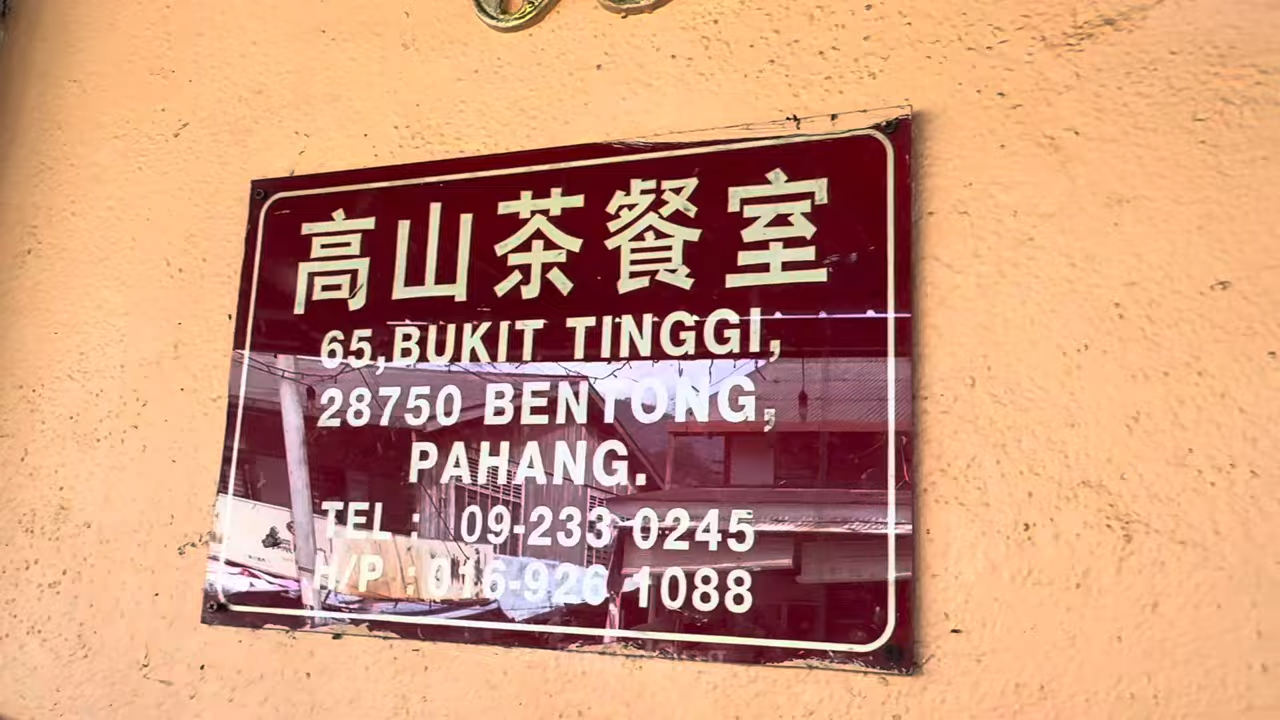 高山茶餐室
65,BUKIT TINGGI,
28750 BENTONG,
PAHANG.
TEL : 09-233 0245
H/P : 016-926 1088